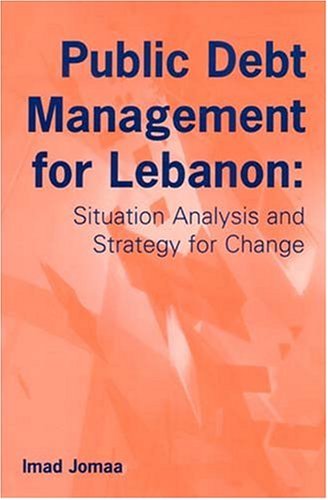 Public Debt
Management
for Lebanon:
Situation Analysis and
Strategy for Change
Imad Jomaa